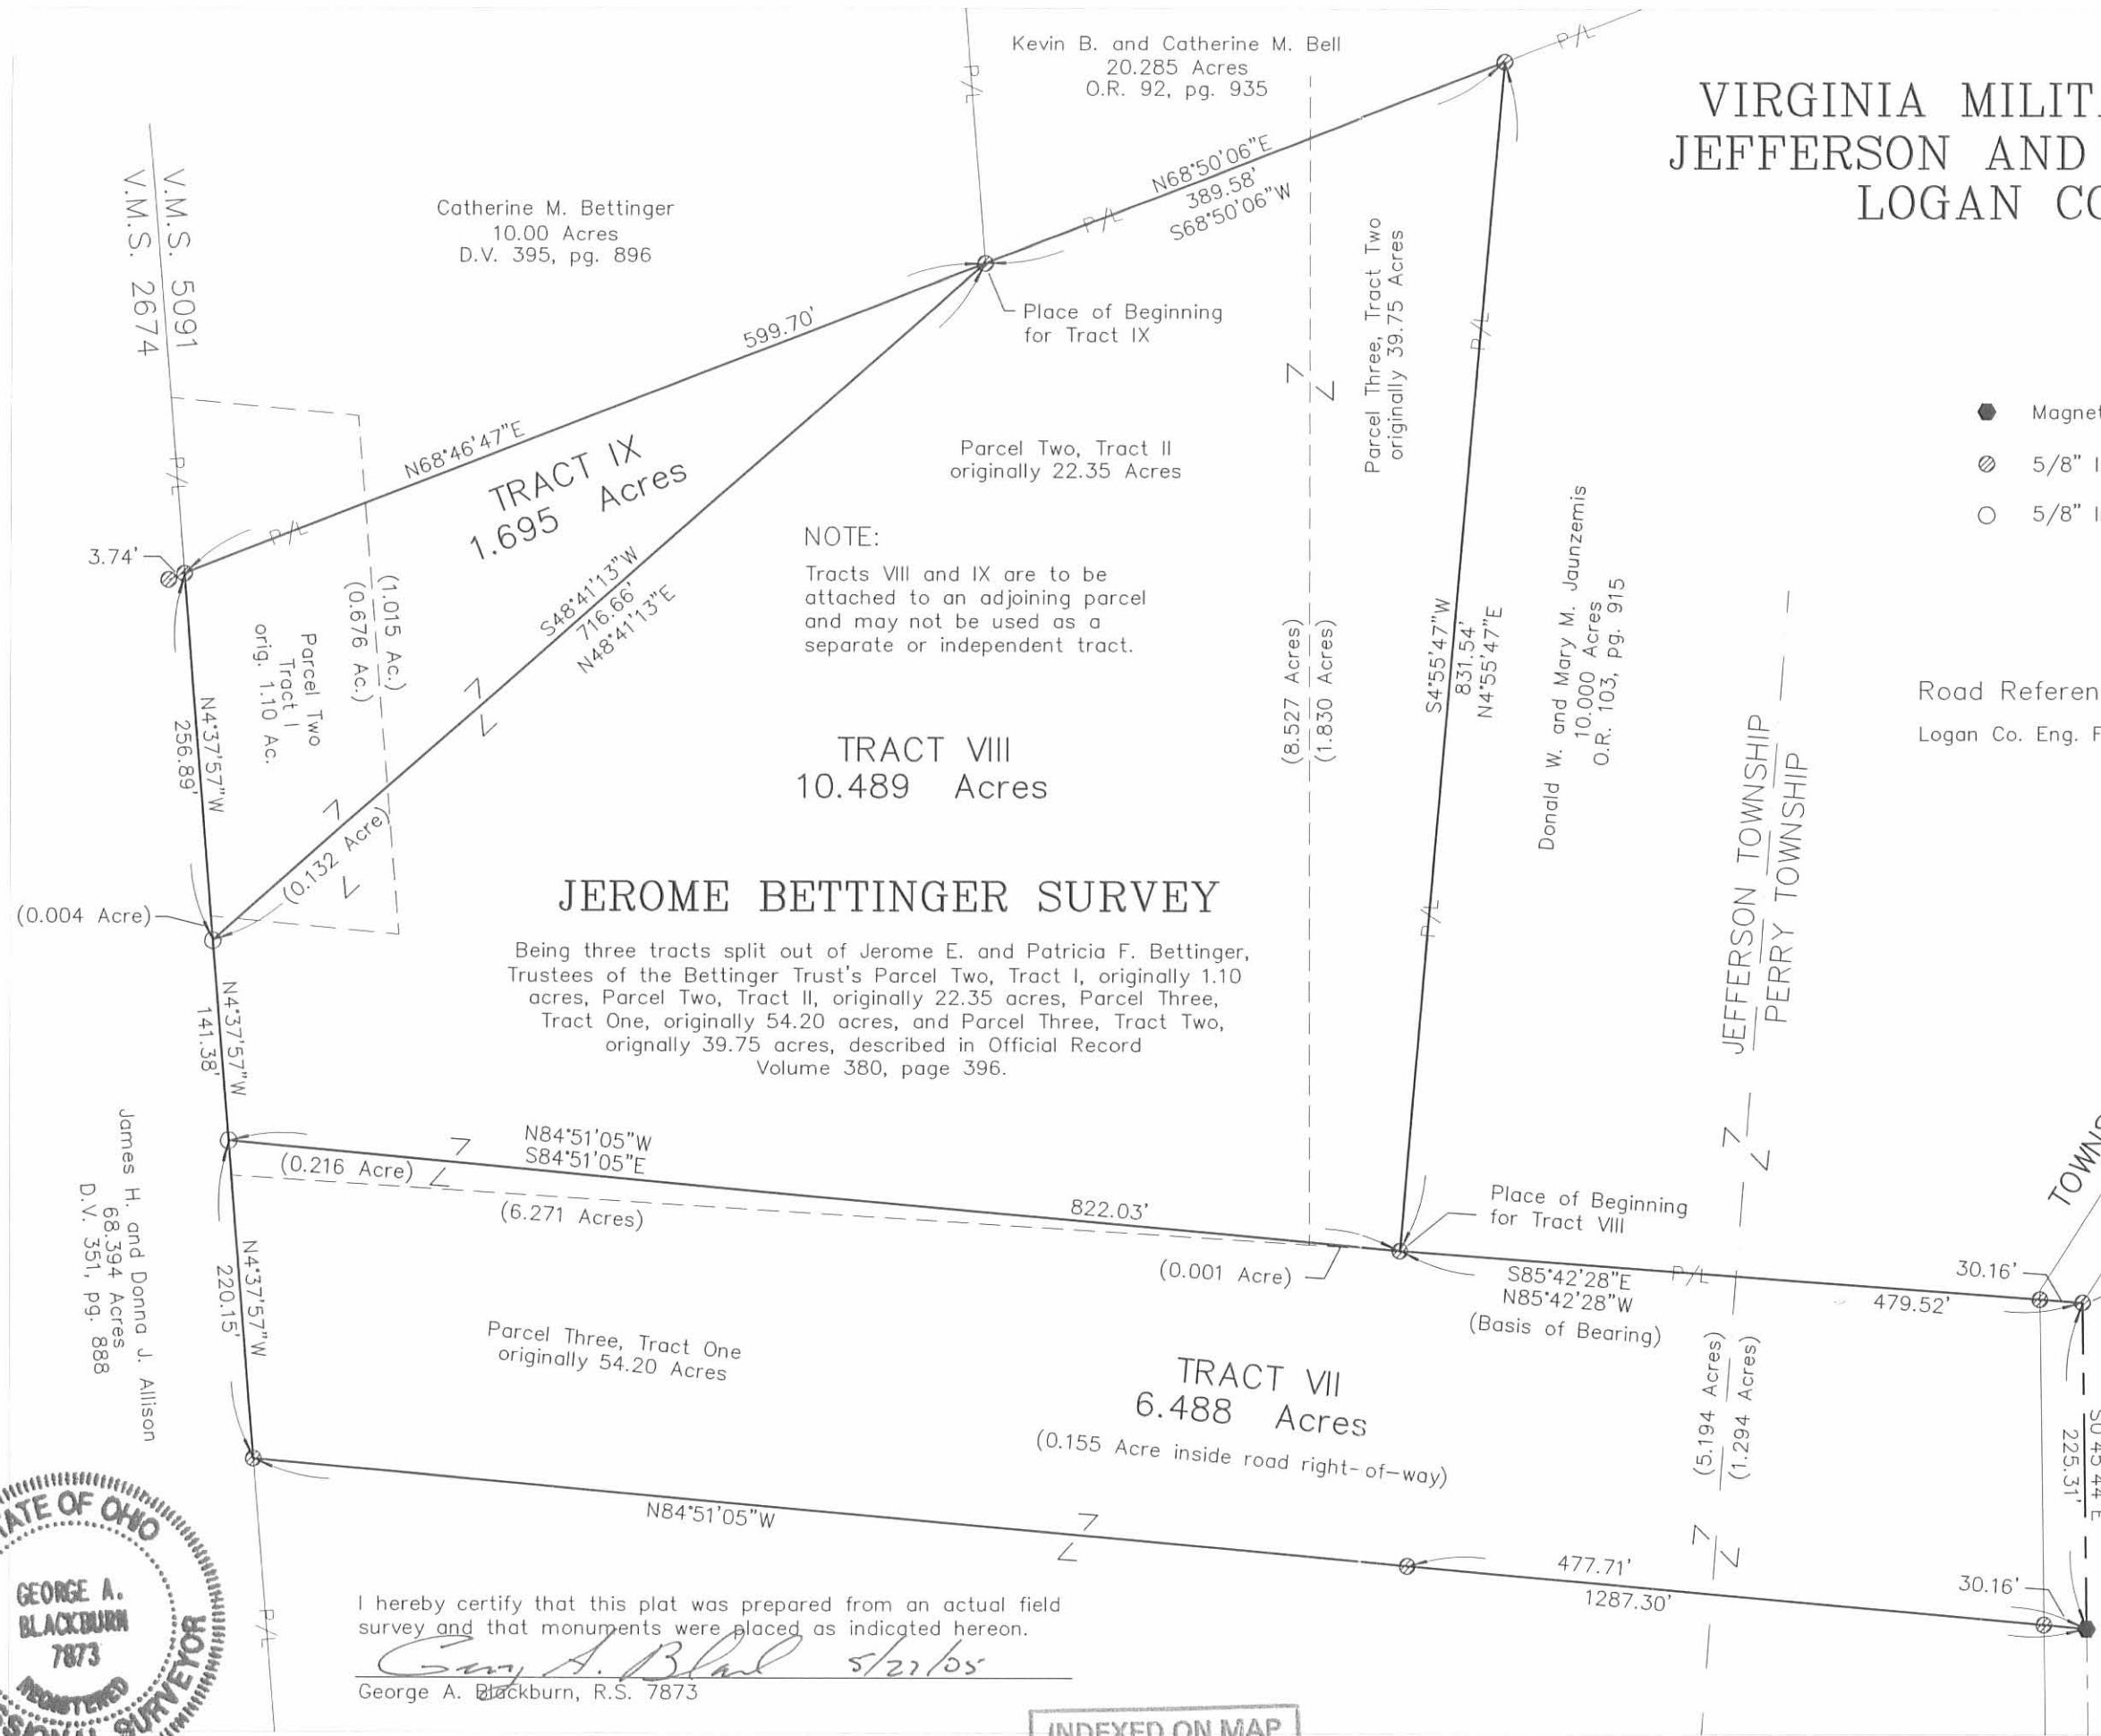 Kevin B. and Catherine M. Bell
20.285 Acres
O.R. 92, pg. 935
P/L
P/L
VIRGINIA MILIT
JEFFERSON AND
LOGAN CO
V.M.S. 5091
V.M.S. 2674
Catherine M. Bettinger
10.00 Acres
D.V. 395, pg. 896
N68°50'06"E
389.58'
S68°50'06"W
P/L
Place of Beginning
for Tract IX
599.70'
N68°46'47"E
P/L
P/L
TRACT IX
1.695 Acres
Parcel Two, Tract II
originally 22.35 Acres
Parcel Three, Tract Two
originally 39.75 Acres
P/L
Magnet
5/8" I
5/8" I
3.74'
NOTE:
Tracts VIII and IX are to be
attached to an adjoining parcel
and may not be used as a
separate or independent tract.
S48°41'13"W
716.66'
N48°41'13"E
(1.015 Ac.)
(0.676 Ac.)
Parcel Two
Tract I
orig. 1.10 Ac.
N4°37'57"W
256.89'
(8.527 Acres)
(1.830 Acres)
S4°55'47"W
831.54'
N4°55'47"E
P/L
Donald W. and Mary M. Jaunzemis
10.000 Acres
O.R. 103, pg. 915
JEFFERSON TOWNSHIP
PERRY TOWNSHIP
Road Referen
Logan Co. Eng. F
TRACT VIII
10.489 Acres
(0.132 Acre)
(0.004 Acre)
JEROME BETTINGER SURVEY
Being three tracts split out of Jerome E. and Patricia F. Bettinger,
Trustees of the Bettinger Trust's Parcel Two, Tract I, originally 1.10
acres, Parcel Two, Tract II, originally 22.35 acres, Parcel Three,
Tract One, originally 54.20 acres, and Parcel Three, Tract Two,
orignally 39.75 acres, described in Official Record
Volume 380, page 396.
N4°37'57"W
141.38'
James H. and Donna J. Allison
68.394 Acres
D.V. 351, pg. 888
N84°51'05"W
S84°51'05"E
(0.216 Acre)
(6.271 Acres)
822.03'
(0.001 Acre)
Place of Beginning
for Tract VIII
TOWNS
S85°42'28"E
N85°42'28"W
(Basis of Bearing)
P/L
479.52'
30.16'
N4°37'57"W
220.15'
Parcel Three, Tract One
originally 54.20 Acres
TRACT VII
6.488 Acres
(0.155 Acre inside road right-of-way)
(5.194 Acres)
(1.294 Acres)
S0°45'44"E
225.31'
N84°51'05"W
477.71'
1287.30'
30.16'
P/L
STATE OF OHIO
GEORGE A.
BLACKBURN
7873
REGISTERED
SIONAL SURVEYOR
I hereby certify that this plat was prepared from an actual field
survey and that monuments were placed as indicated hereon.
5/27/05
George A. Blackburn, R.S. 7873
INDEXED ON MAP